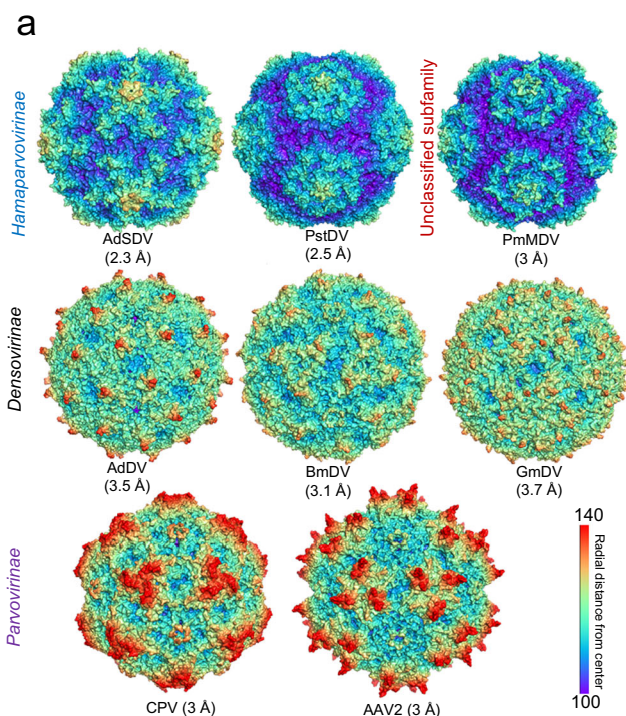 a
Hamaparvovirinae
Unclassified subfamily
AdSDV
(2.3 Å)
PstDV
(2.5 Å)
PmMDV
(3 Å)
Densovirinae
AdDV
(3.5 Å)
BmDV
(3.1 Å)
GmDV
(3.7 Å)
Parvovirinae
CPV (3 Å)
AAV2 (3 Å)
140
Radial distance from center
100